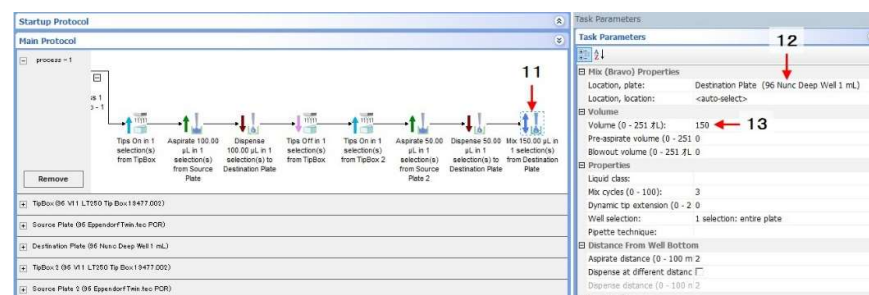 Startup Protocol
Main Protocol
process - 1
11
Tips On in 1 selection(s) from TipBox
Aspirate 100.00 µL in 1 selection(s) from Source Plate
Dispense 100.00 µL in 1 selection(s) to Destination Plate
Tips Off in 1 selection(s) from TipBox
Tips On in 1 selection(s) from TipBox 2
Aspirate 50.00 µL in 1 selection(s) from Source Plate 2
Dispense 50.00 µL in 1 selection(s) to Destination Plate
Mix 150.00 µL in 1 selection(s) from Destination Plate
Remove
TipBox (96 V11 LT250 Tip Box 19477.002)
Source Plate (96 Eppendorf Twin.tec PCR)
Destination Plate (96 Nunc Deep Well 1 mL)
TipBox 2 (96 V11 LT250 Tip Box 19477.002)
Source Plate 2 (96 Eppendorf Twin.tec PCR)
Task Parameters
Task Parameters
12
Mix (Bravo) Properties
Location, plate: Destination Plate (96 Nunc Deep Well 1 mL)
Location, location: <auto-select>
Volume
Volume (0 - 251 ƛL): 150
13
Pre-aspirate volume (0 - 251 0
Blowout volume (0 - 251 ƛL 0
Properties
Liquid class:
Mix cycles (0 - 100): 3
Dynamic tip extension (0 - 2 0
Well selection: 1 selection: entire plate
Pipette technique:
Distance From Well Bottom
Aspirate distance (0 - 100 m 2
Dispense at different distanc
Dispense distance (0 - 100 n 2